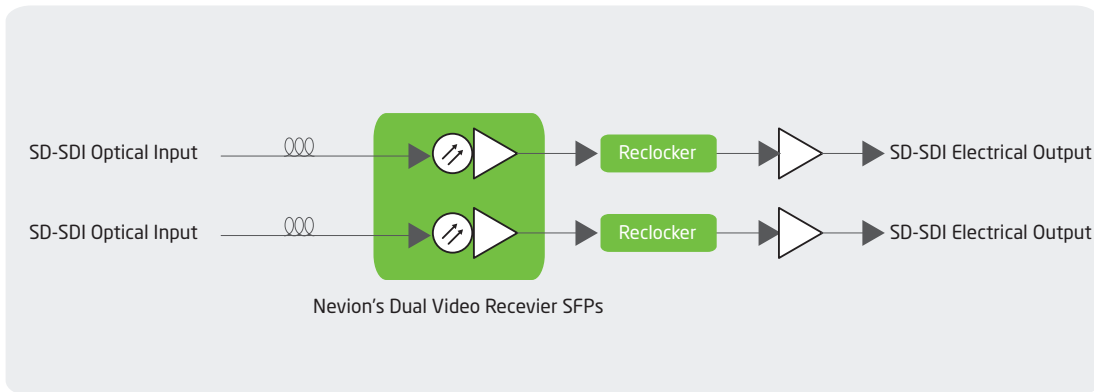 SD-SDI Optical Input
Reclocker
SD-SDI Electrical Output
SD-SDI Optical Input
Reclocker
SD-SDI Electrical Output
Nevion's Dual Video Recevier SFPs